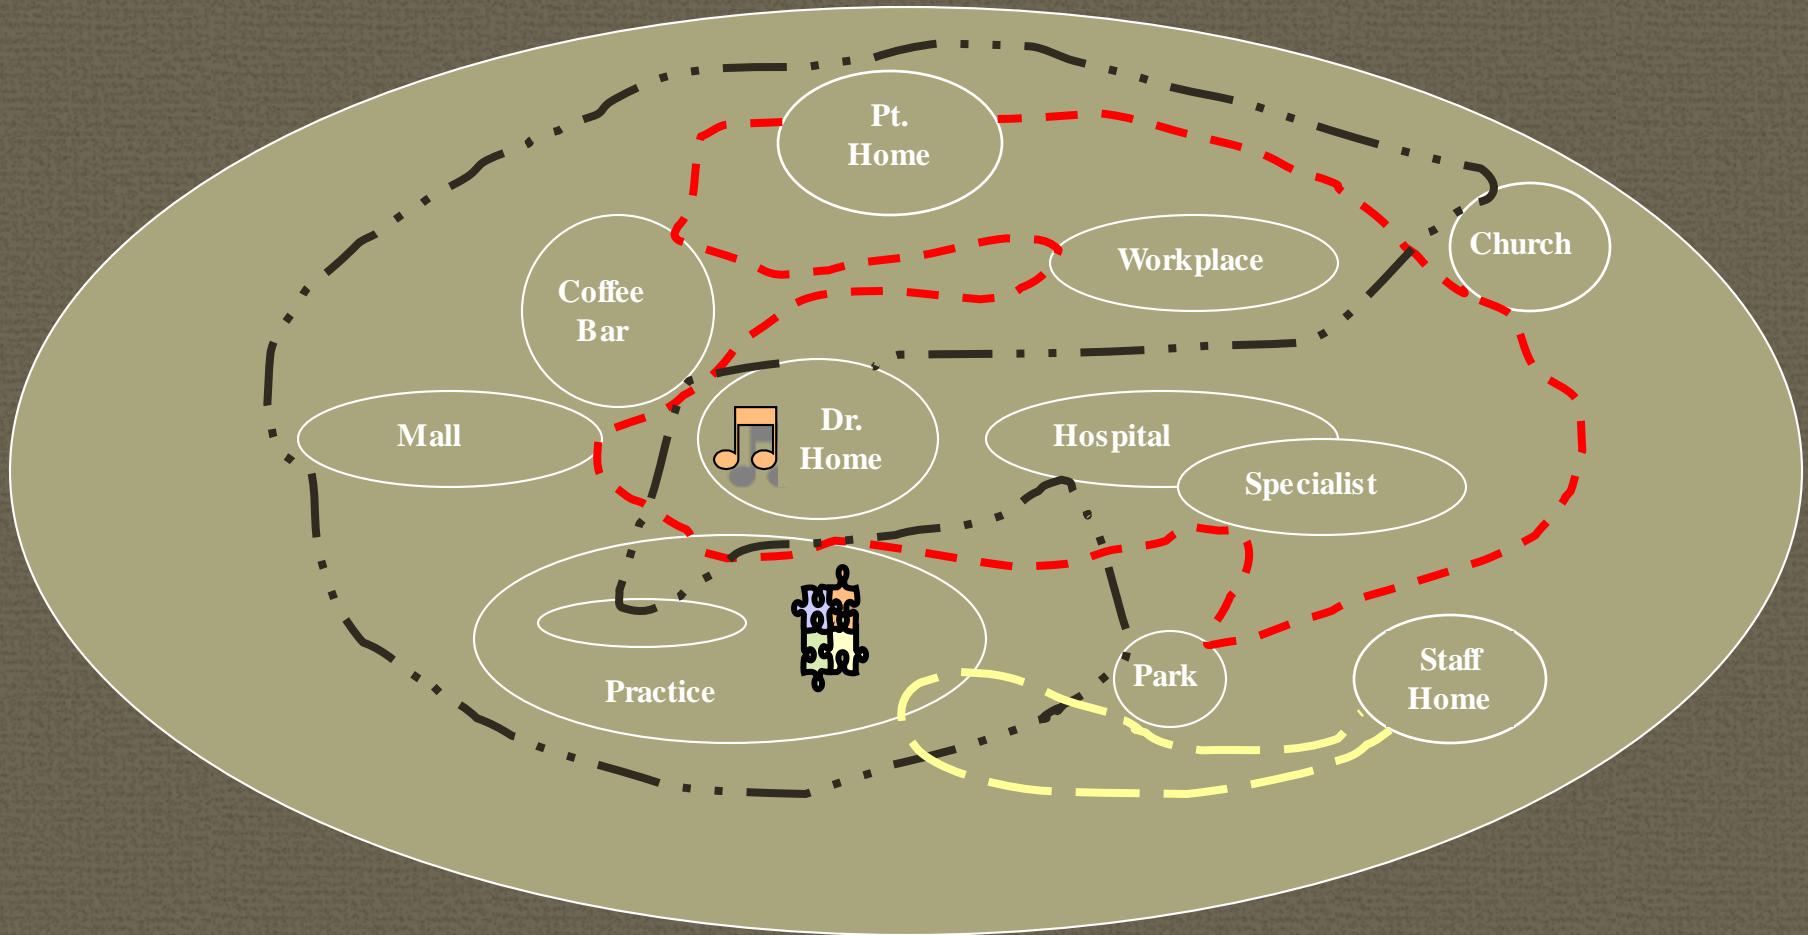 Pt.
Home
Church
Workplace
Coffee
Bar
Dr.
Home
Mall
Hospital
Specialist
Park
Staff
Home
Practice